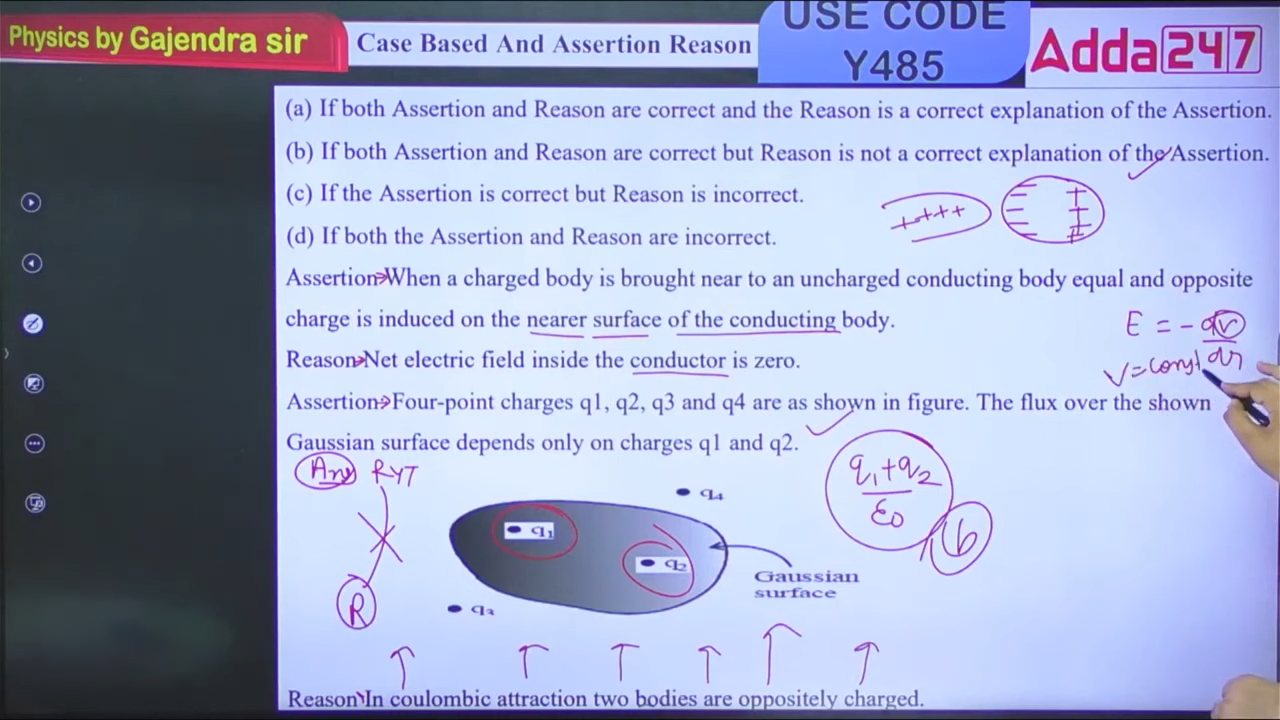 Physics by Gajendra sir
Case Based And Assertion Reason
USE CODE
Y485
Adda247
(a) If both Assertion and Reason are correct and the Reason is a correct explanation of the Assertion.
(b) If both Assertion and Reason are correct but Reason is not a correct explanation of the Assertion.
(c) If the Assertion is correct but Reason is incorrect.
++++
(d) If both the Assertion and Reason are incorrect.
Assertion→When a charged body is brought near to an uncharged conducting body equal and opposite
charge is induced on the nearer surface of the conducting body.
E = - dv
dr
Reason→Net electric field inside the conductor is zero.
V=const
Assertion→Four-point charges q1, q2, q3 and q4 are as shown in figure. The flux over the shown
Gaussian surface depends only on charges q1 and q2.
Ans RYT
q₁+q₂
ε0
q₄
q₁
b
q₂
Gaussian
surface
R
q₃
Reason In coulombic attraction two bodies are oppositely charged.